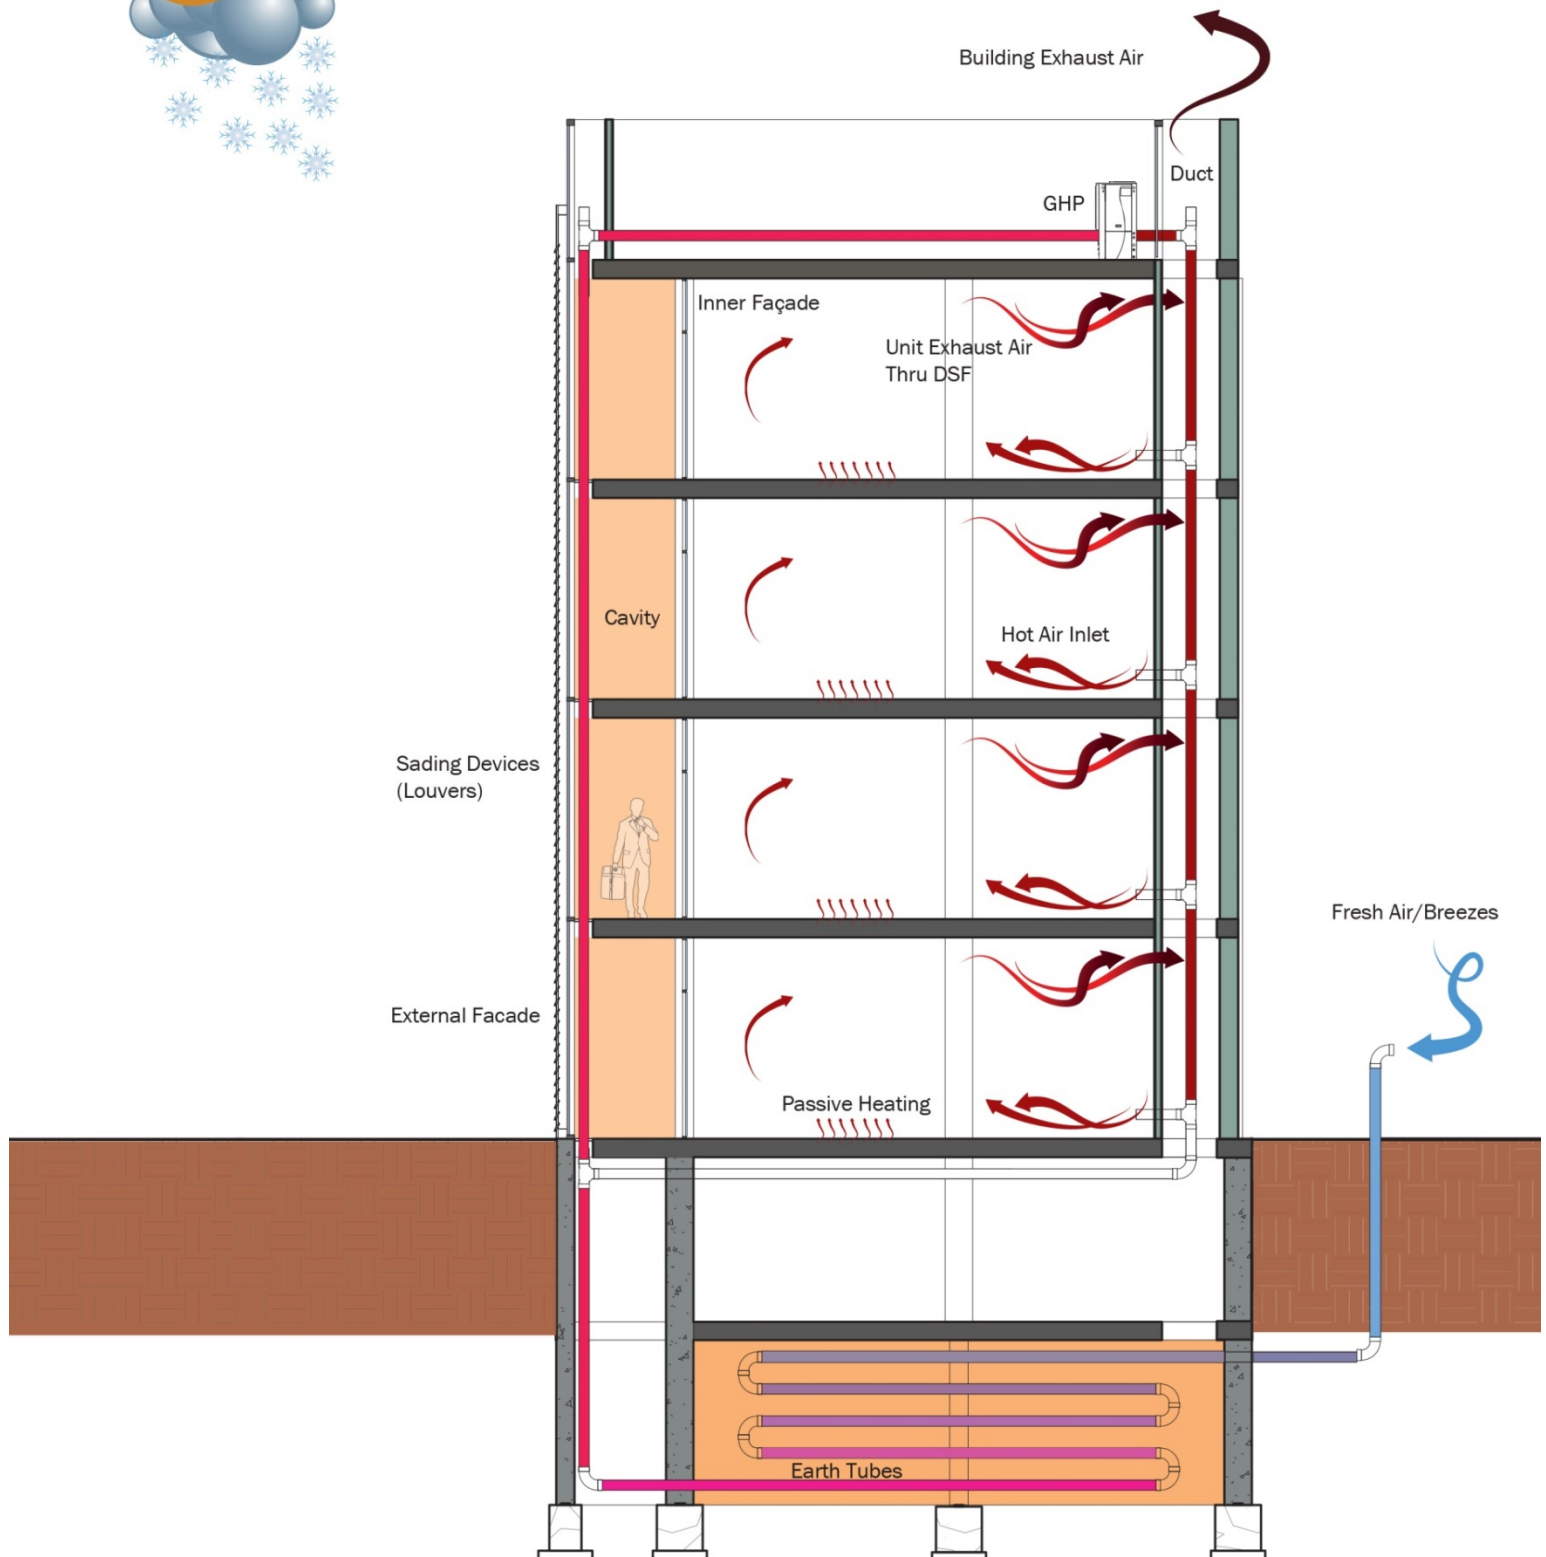 Building Exhaust Air
Duct
GHP
Inner Façade
Unit Exhaust Air
Thru DSF
Cavity
Hot Air Inlet
Sading Devices
(Louvers)
Fresh Air/Breezes
External Facade
Passive Heating
Earth Tubes